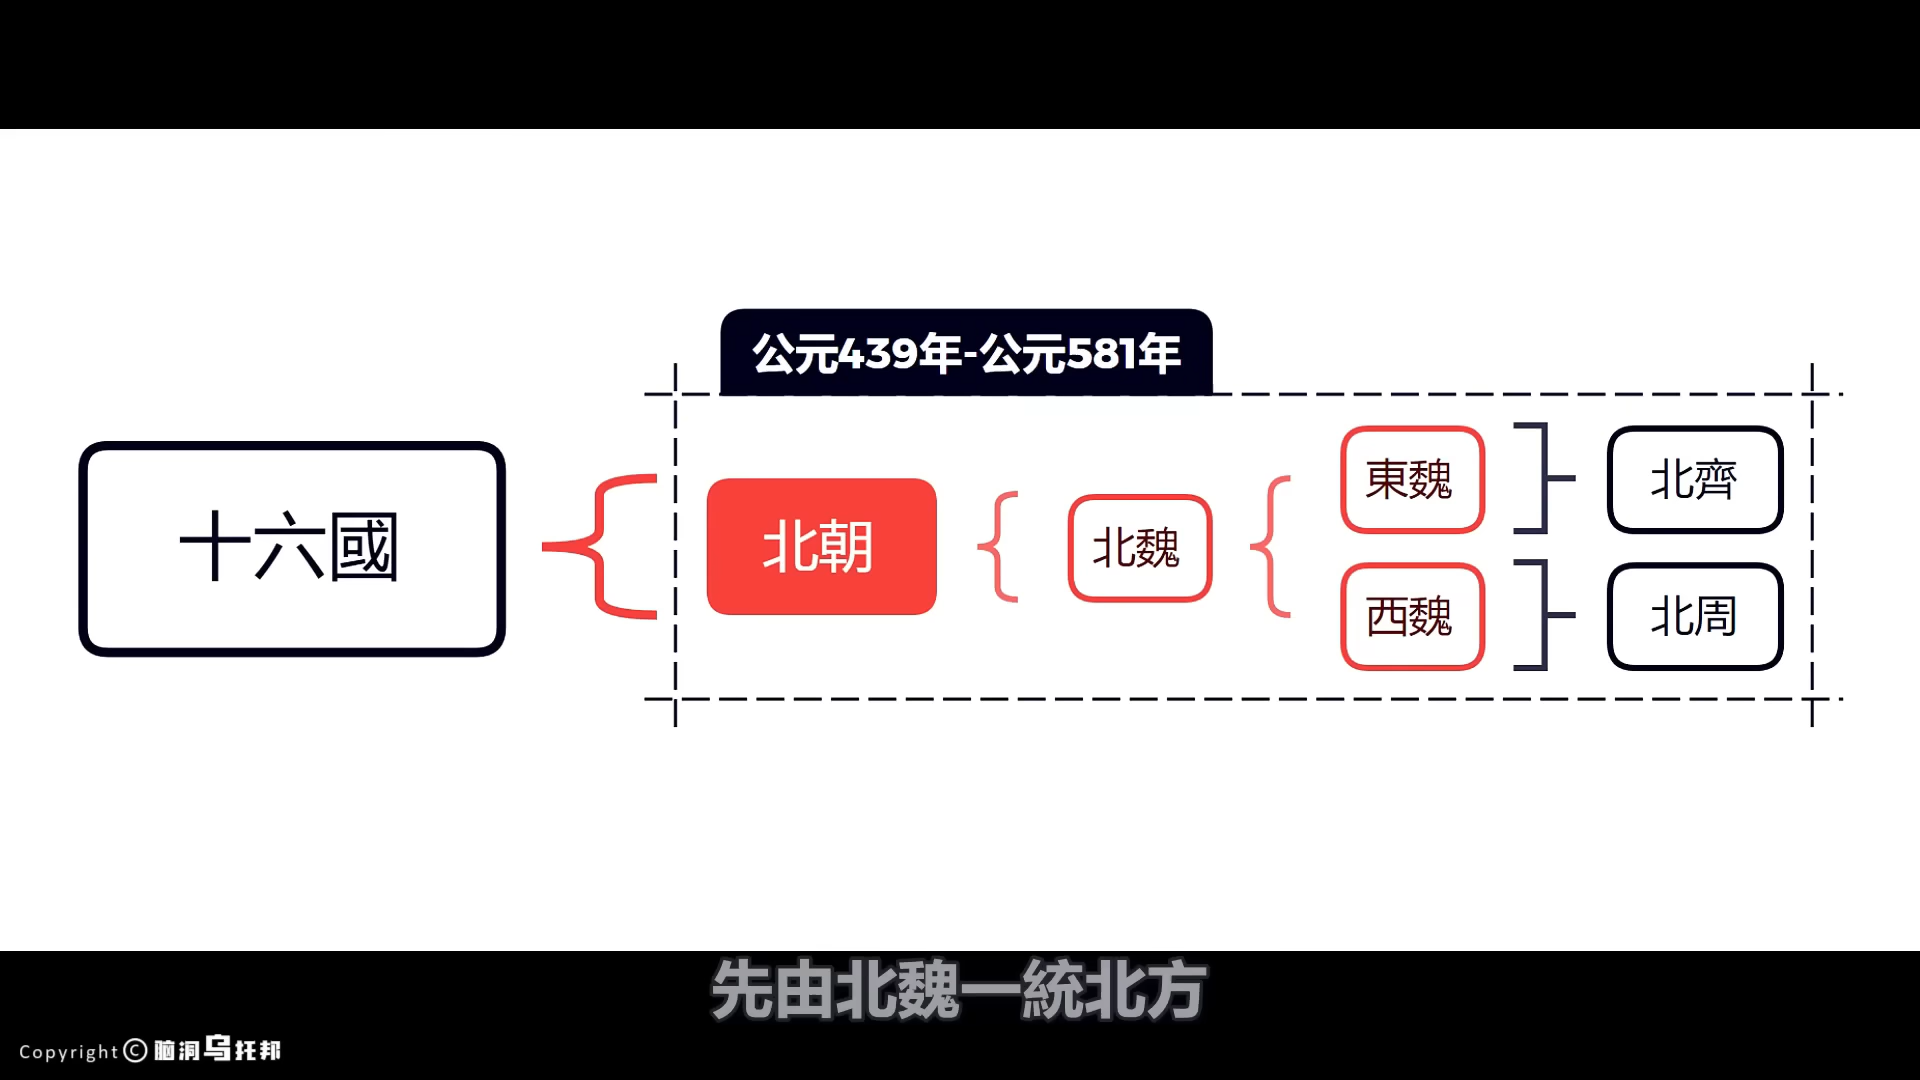 公元439年-公元581年
十六國
北朝
北魏
東魏
西魏
北齊
北周
先由北魏一統北方
Copyright © 脑洞乌托邦